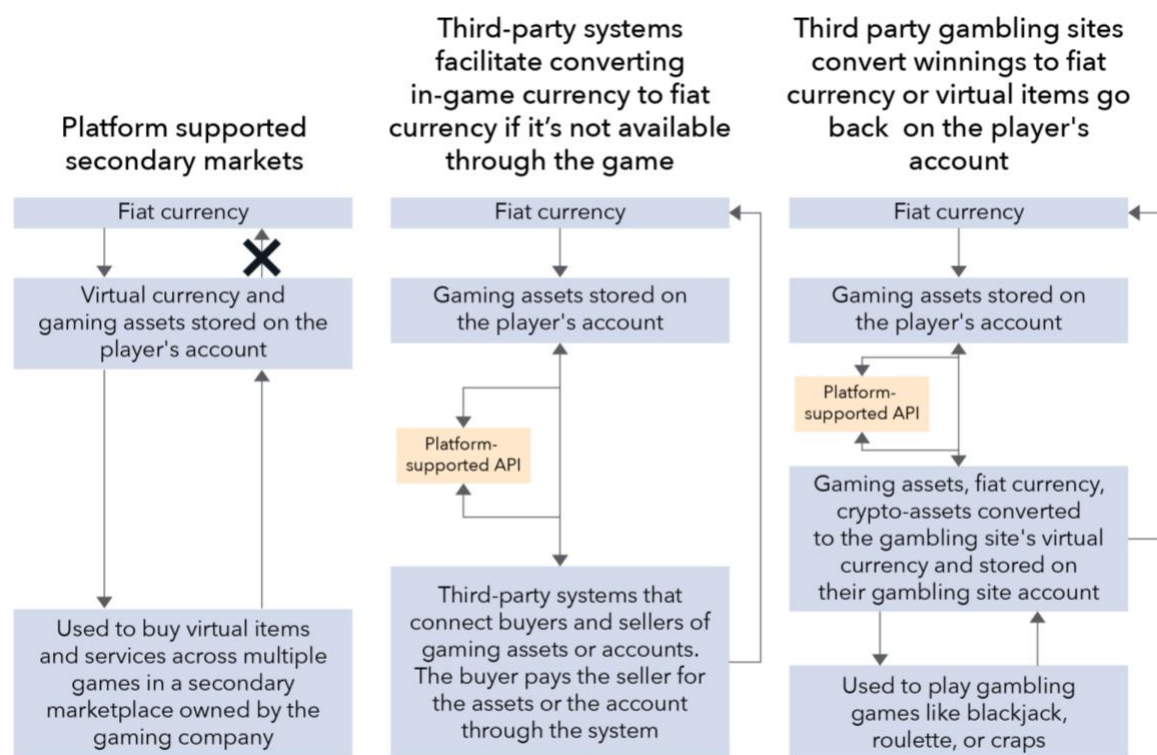 Platform supported
secondary markets
Fiat currency
Virtual currency and
gaming assets stored on the
player's account
Used to buy virtual items
and services across multiple
games in a secondary
marketplace owned by the
gaming company
Third-party systems
facilitate converting
in-game currency to fiat
currency if it’s not available
through the game
Fiat currency
Gaming assets stored on
the player's account
Platform-
supported API
Third-party systems that
connect buyers and sellers of
gaming assets or accounts.
The buyer pays the seller for
the assets or the account
through the system
Third party gambling sites
convert winnings to fiat
currency or virtual items go
back on the player's
account
Fiat currency
Gaming assets stored on
the player's account
Platform-
supported API
Gaming assets, fiat currency,
crypto-assets converted
to the gambling site's virtual
currency and stored on
their gambling site account
Used to play gambling
games like blackjack,
roulette, or craps